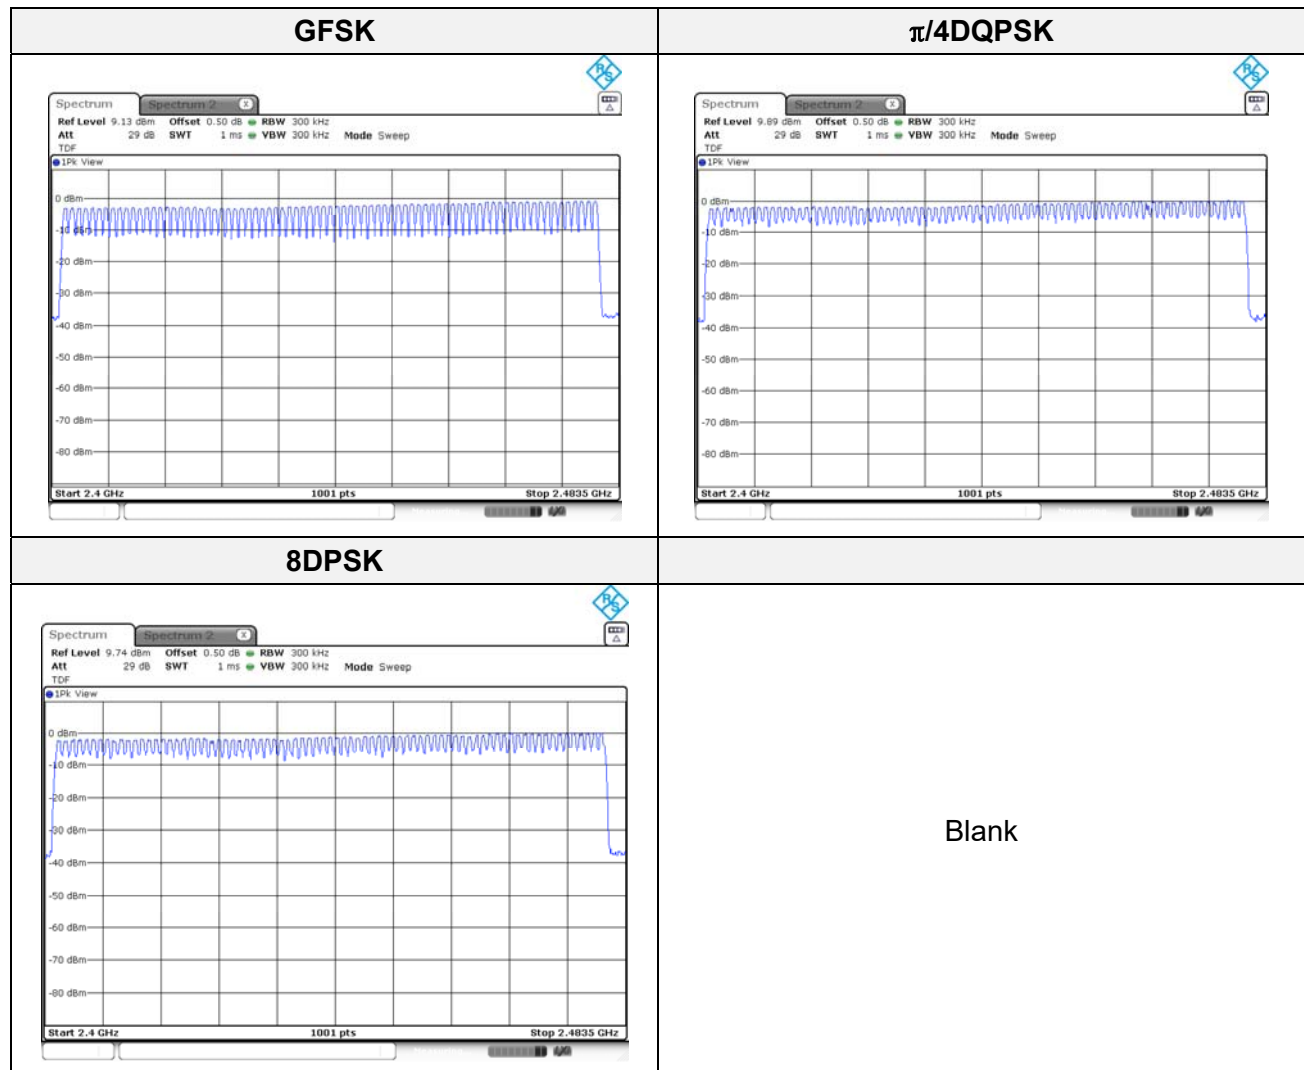 GFSK
π/4DQPSK
R&S
Spectrum Spectrum 2 X
Ref Level 9.13 dBm Offset 0.50 dB RBW 300 kHz
Att 29 dB SWT 1 ms VBW 300 kHz Mode Sweep
TDF
1Pk View
0 dBm
-10 dBm
-20 dBm
-30 dBm
-40 dBm
-50 dBm
-60 dBm
-70 dBm
-80 dBm
Start 2.4 GHz 1001 pts Stop 2.4835 GHz
R&S
Spectrum Spectrum 2 X
Ref Level 9.89 dBm Offset 0.50 dB RBW 300 kHz
Att 29 dB SWT 1 ms VBW 300 kHz Mode Sweep
TDF
1Pk View
0 dBm
-10 dBm
-20 dBm
-30 dBm
-40 dBm
-50 dBm
-60 dBm
-70 dBm
-80 dBm
Start 2.4 GHz 1001 pts Stop 2.4835 GHz
8DPSK
R&S
Spectrum Spectrum 2 X
Ref Level 9.74 dBm Offset 0.50 dB RBW 300 kHz
Att 29 dB SWT 1 ms VBW 300 kHz Mode Sweep
TDF
1Pk View
0 dBm
-10 dBm
-20 dBm
-30 dBm
-40 dBm
-50 dBm
-60 dBm
-70 dBm
-80 dBm
Start 2.4 GHz 1001 pts Stop 2.4835 GHz
Blank